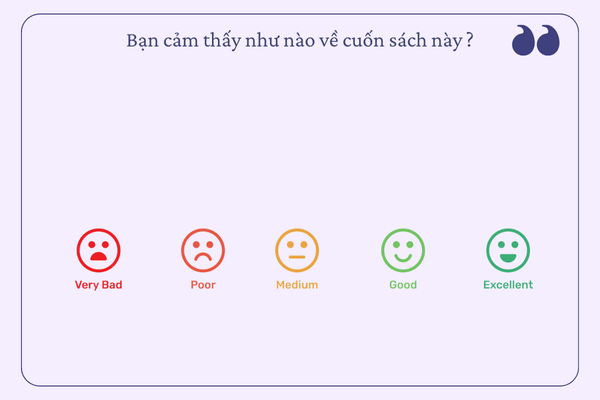 Bạn cảm thấy như nào về cuốn sách này ?
Very Bad
Poor
Medium
Good
Excellent